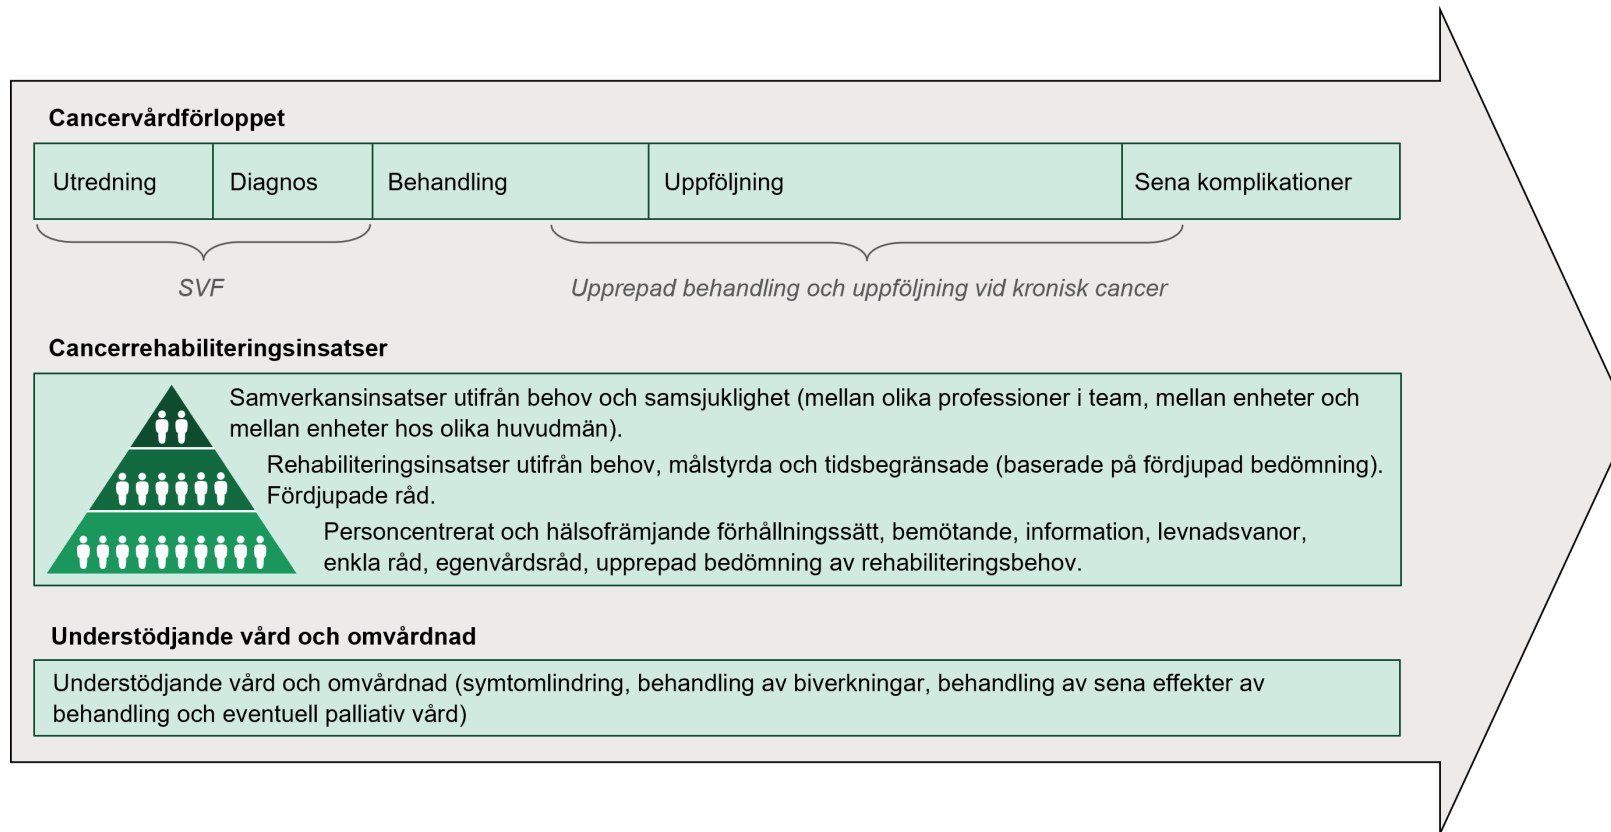 Cancervårdförloppet
Utredning
Diagnos
Behandling
Uppföljning
Sena komplikationer
SVF
Upprepad behandling och uppföljning vid kronisk cancer
Cancerrehabiliteringsinsatser
Samverkansinsatser utifrån behov och samsjuklighet (mellan olika professioner i team, mellan enheter och
mellan enheter hos olika huvudmän).
Rehabiliteringsinsatser utifrån behov, målstyrda och tidsbegränsade (baserade på fördjupad bedömning).
Fördjupade råd.
Personcentrerat och hälsofrämjande förhållningssätt, bemötande, information, levnadsvanor,
enkla råd, egenvårdsråd, upprepad bedömning av rehabiliteringsbehov.
Understödjande vård och omvårdnad
Understödjande vård och omvårdnad (symtomlindring, behandling av biverkningar, behandling av sena effekter av
behandling och eventuell palliativ vård)